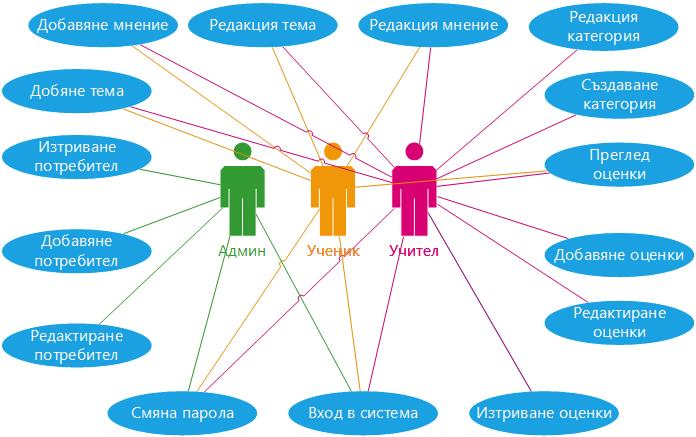 Добавяне мнение
Редакция тема
Редакция мнение
Редакция
категория
Добяне тема
Създаване
категория
Изтриване
потребител
Преглед
оценки
Добавяне
потребител
Админ
Ученик
Учител
Добавяне оценки
Редактиране
потребител
Редактиране
оценки
Смяна парола
Вход в система
Изтриване оценки